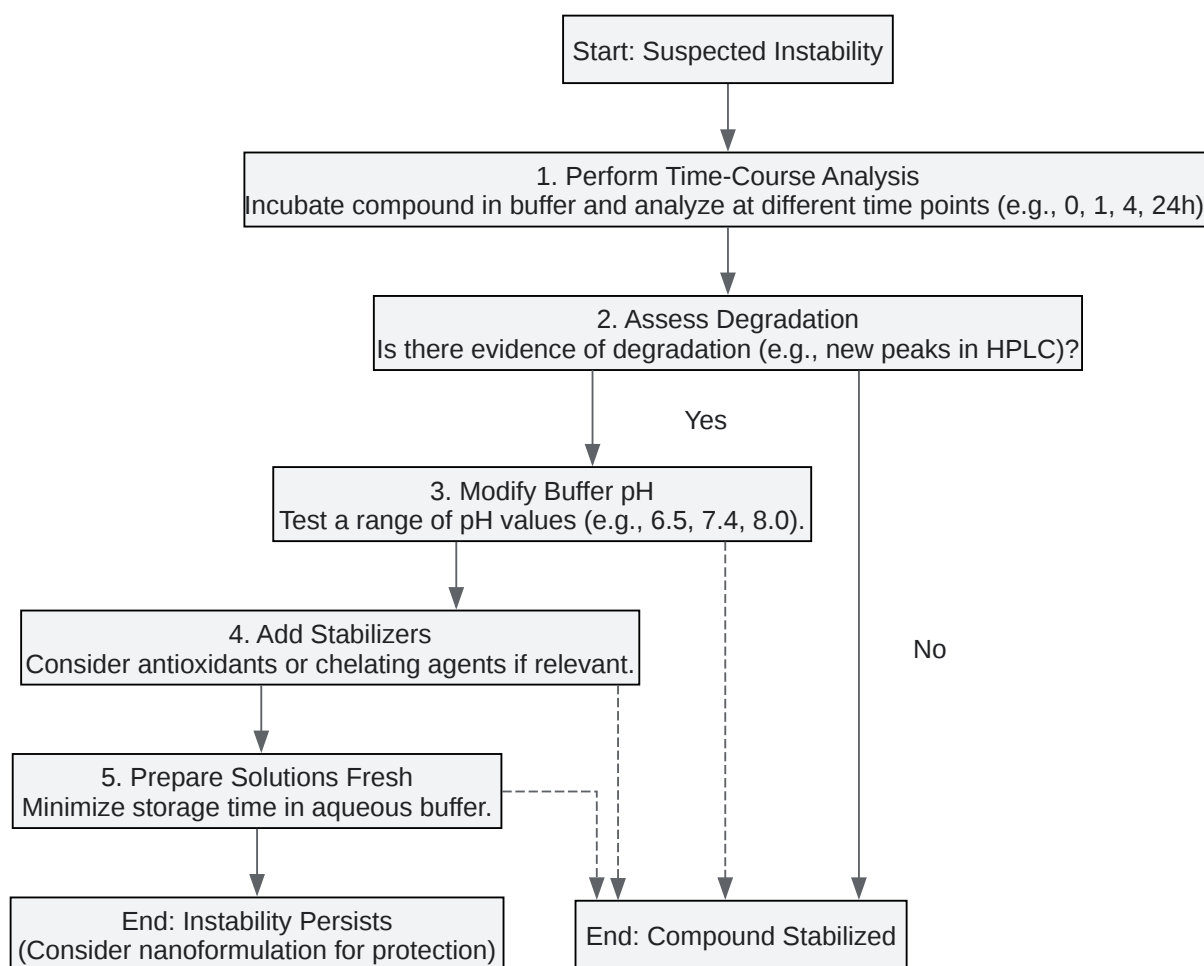 Start: Suspected Instability
1. Perform Time-Course Analysis
Incubate compound in buffer and analyze at different time points (e.g., 0, 1, 4, 24h)
2. Assess Degradation
Is there evidence of degradation (e.g., new peaks in HPLC)?
Yes
3. Modify Buffer pH
Test a range of pH values (e.g., 6.5, 7.4, 8.0).
4. Add Stabilizers
Consider antioxidants or chelating agents if relevant.
No
5. Prepare Solutions Fresh
Minimize storage time in aqueous buffer.
End: Instability Persists
(Consider nanoformulation for protection)
End: Compound Stabilized